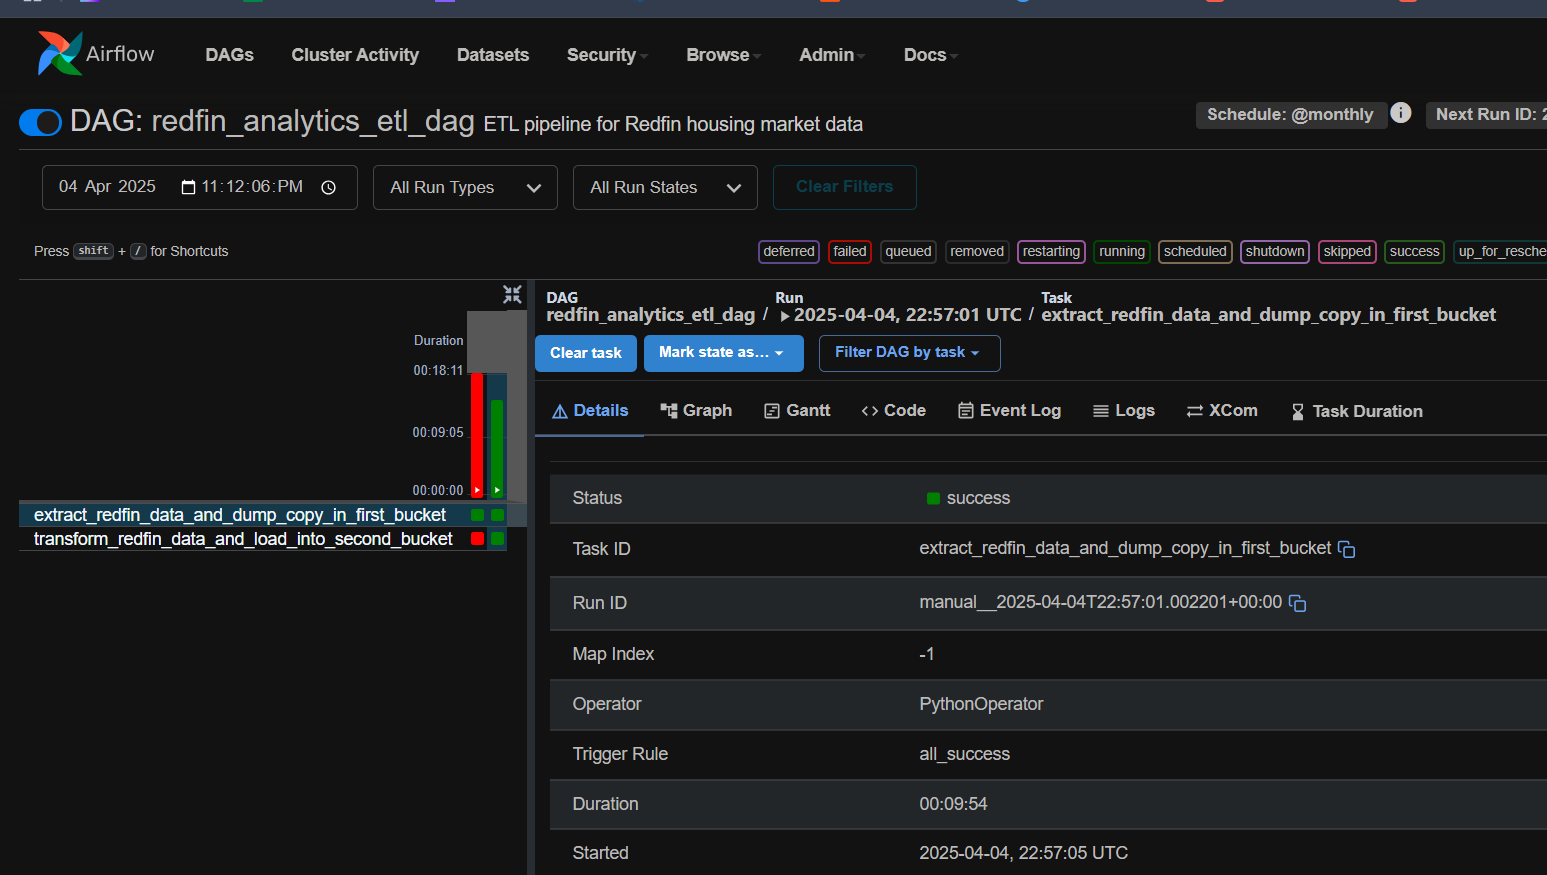 Airflow
DAGs Cluster Activity Datasets Security Browse Admin Docs
DAG: redfin_analytics_etl_dag ETL pipeline for Redfin housing market data
Schedule: @monthly
Next Run ID: 2
04 Apr 2025 11:12:06:PM
All Run Types
All Run States
Clear Filters
Press shift + / for Shortcuts
deferred failed queued removed restarting running scheduled shutdown skipped success up_for_resche
Duration
00:18:11
00:09:05
00:00:00
extract_redfin_data_and_dump_copy_in_first_bucket
transform_redfin_data_and_load_into_second_bucket
DAG Run Task
redfin_analytics_etl_dag / 2025-04-04, 22:57:01 UTC / extract_redfin_data_and_dump_copy_in_first_bucket
Clear task Mark state as... Filter DAG by task
Details Graph Gantt Code Event Log Logs XCom Task Duration
Status success
Task ID extract_redfin_data_and_dump_copy_in_first_bucket
Run ID manual__2025-04-04T22:57:01.002201+00:00
Map Index -1
Operator PythonOperator
Trigger Rule all_success
Duration 00:09:54
Started 2025-04-04, 22:57:05 UTC